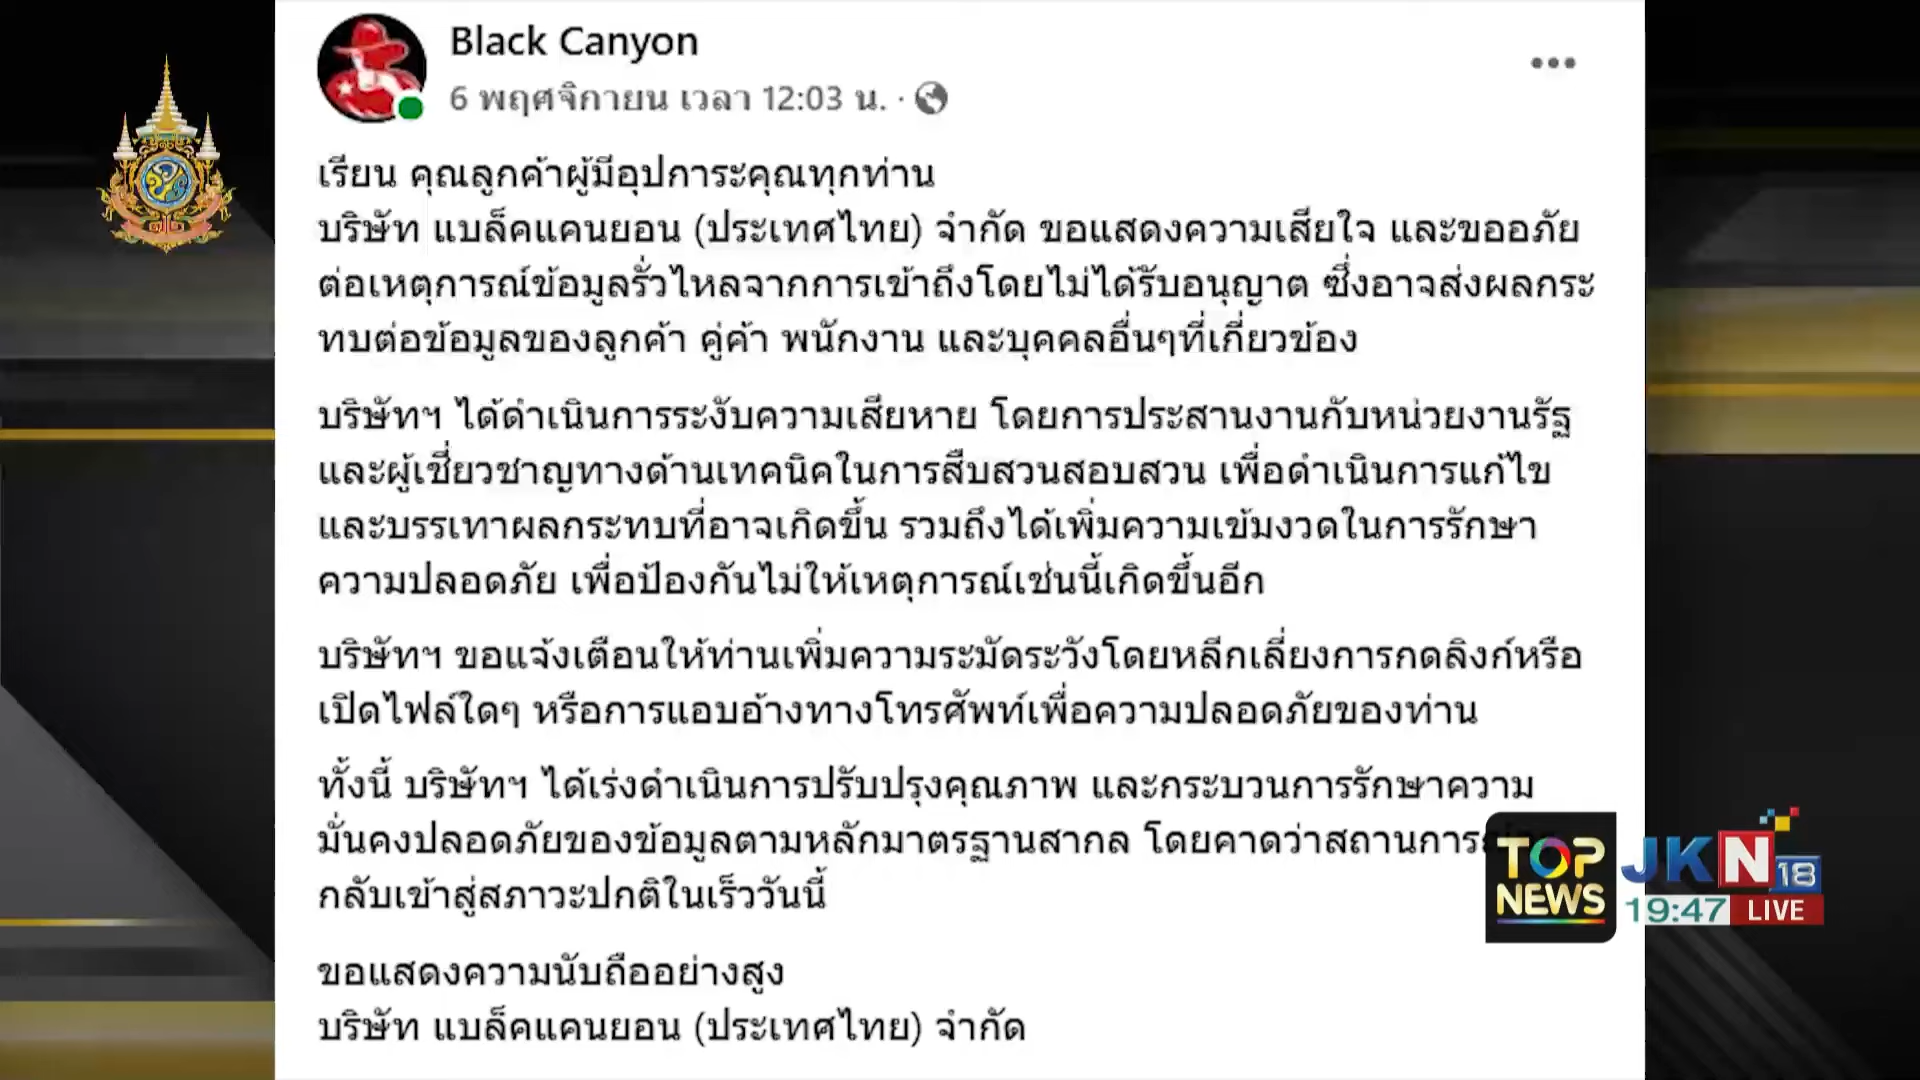 Black Canyon
6 พฤศจิกายน เวลา 12:03 น. ·
เรียน คุณลูกค้าผู้มีอุปการะคุณทุกท่าน
บริษัท แบล็คแคนยอน (ประเทศไทย) จำกัด ขอแสดงความเสียใจ และขออภัย
ต่อเหตุการณ์ข้อมูลรั่วไหลจากการเข้าถึงโดยไม่ได้รับอนุญาต ซึ่งอาจส่งผลกระ
ทบต่อข้อมูลของลูกค้า คู่ค้า พนักงาน และบุคคลอื่นๆที่เกี่ยวข้อง
บริษัทฯ ได้ดำเนินการระงับความเสียหาย โดยการประสานงานกับหน่วยงานรัฐ
และผู้เชี่ยวชาญทางด้านเทคนิคในการสืบสวนสอบสวน เพื่อดำเนินการแก้ไข
และบรรเทาผลกระทบที่อาจเกิดขึ้น รวมถึงได้เพิ่มความเข้มงวดในการรักษา
ความปลอดภัย เพื่อป้องกันไม่ให้เหตุการณ์เช่นนี้เกิดขึ้นอีก
บริษัทฯ ขอแจ้งเตือนให้ท่านเพิ่มความระมัดระวังโดยหลีกเลี่ยงการกดลิงก์หรือ
เปิดไฟล์ใดๆ หรือการแอบอ้างทางโทรศัพท์เพื่อความปลอดภัยของท่าน
ทั้งนี้ บริษัทฯ ได้เร่งดำเนินการปรับปรุงคุณภาพ และกระบวนการรักษาความ
มั่นคงปลอดภัยของข้อมูลตามหลักมาตรฐานสากล โดยคาดว่า
กลับเข้าสู่สภาวะปกติในเร็ววันนี้
ขอแสดงความนับถืออย่างสูง
บริษัท แบล็คแคนยอน (ประเทศไทย) จำกัด
TOP NEWS
JKN 18
19:47 LIVE